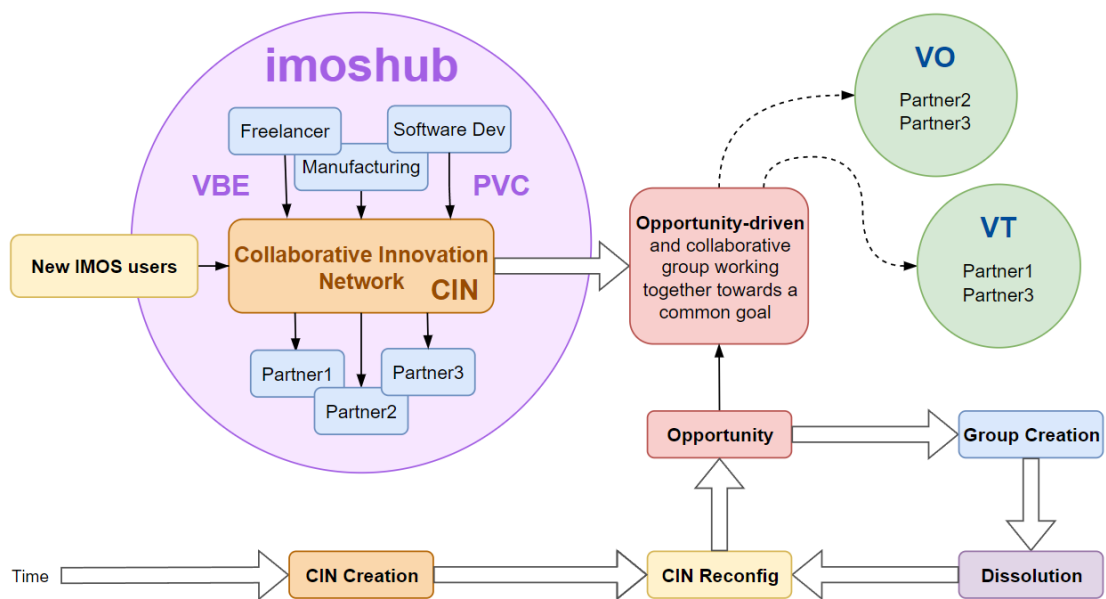 imoshub
Freelancer
Software Dev
Manufacturing
VBE
PVC
New IMOS users
Collaborative Innovation
Network
CIN
Partner1
Partner2
Partner3
Opportunity-driven
and collaborative
group working
together towards a
common goal
VO
Partner2
Partner3
VT
Partner1
Partner3
Opportunity
Group Creation
Time
CIN Creation
CIN Reconfig
Dissolution